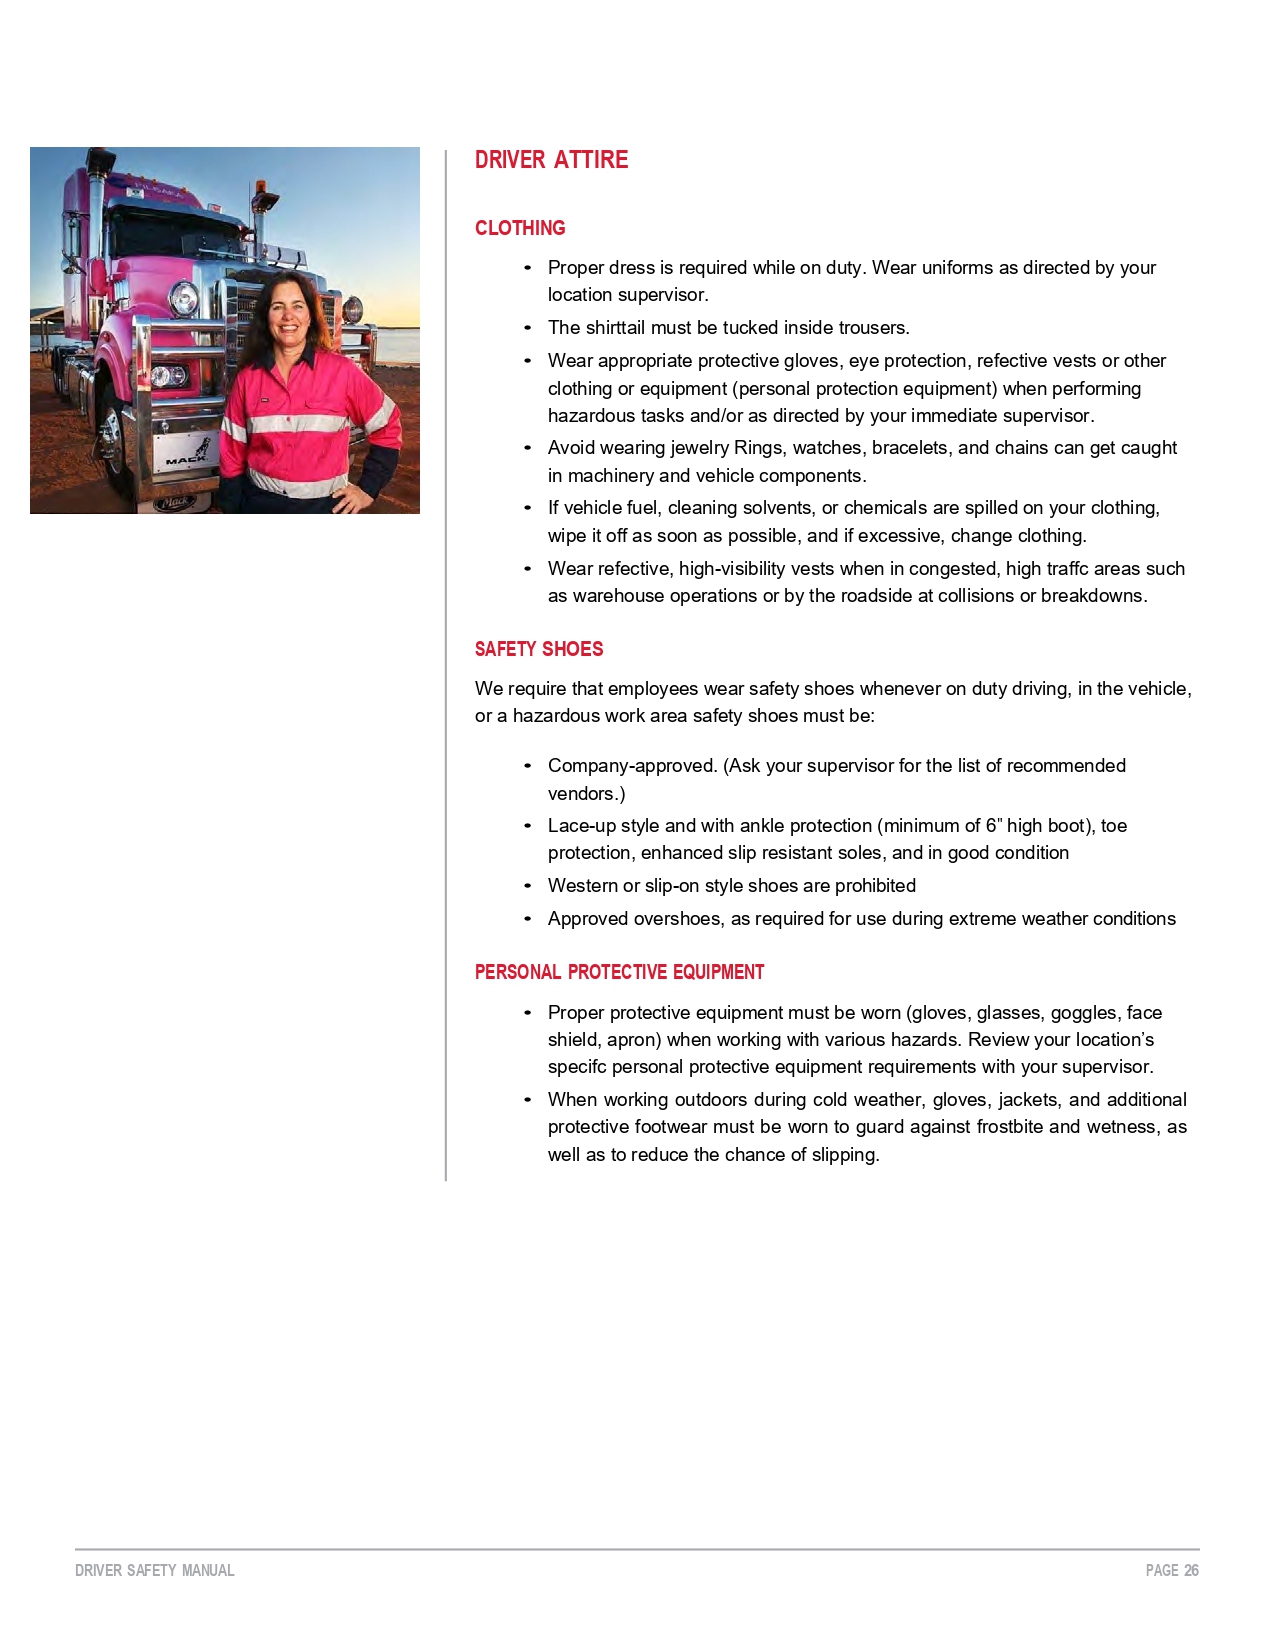 PILBARA
MACK
Mack
DRIVER ATTIRE
CLOTHING
• Proper dress is required while on duty. Wear uniforms as directed by your
location supervisor.
• The shirttail must be tucked inside trousers.
• Wear appropriate protective gloves, eye protection, refective vests or other
clothing or equipment (personal protection equipment) when performing
hazardous tasks and/or as directed by your immediate supervisor.
• Avoid wearing jewelry Rings, watches, bracelets, and chains can get caught
in machinery and vehicle components.
• If vehicle fuel, cleaning solvents, or chemicals are spilled on your clothing,
wipe it off as soon as possible, and if excessive, change clothing.
• Wear refective, high-visibility vests when in congested, high traffc areas such
as warehouse operations or by the roadside at collisions or breakdowns.
SAFETY SHOES
We require that employees wear safety shoes whenever on duty driving, in the vehicle,
or a hazardous work area safety shoes must be:
• Company-approved. (Ask your supervisor for the list of recommended
vendors.)
• Lace-up style and with ankle protection (minimum of 6" high boot), toe
protection, enhanced slip resistant soles, and in good condition
• Western or slip-on style shoes are prohibited
• Approved overshoes, as required for use during extreme weather conditions
PERSONAL PROTECTIVE EQUIPMENT
• Proper protective equipment must be worn (gloves, glasses, goggles, face
shield, apron) when working with various hazards. Review your location’s
specifc personal protective equipment requirements with your supervisor.
• When working outdoors during cold weather, gloves, jackets, and additional
protective footwear must be worn to guard against frostbite and wetness, as
well as to reduce the chance of slipping.
DRIVER SAFETY MANUAL
PAGE 26